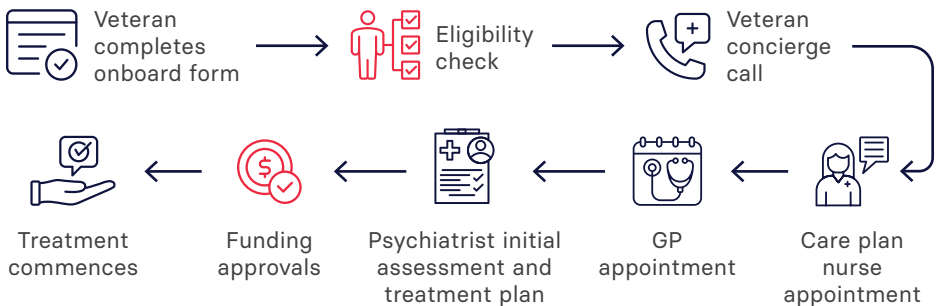 Veteran
completes
onboard form
Eligibility
check
Veteran
concierge
call
Care plan
nurse
appointment
GP
appointment
Psychiatrist initial
assessment and
treatment plan
Funding
approvals
Treatment
commences